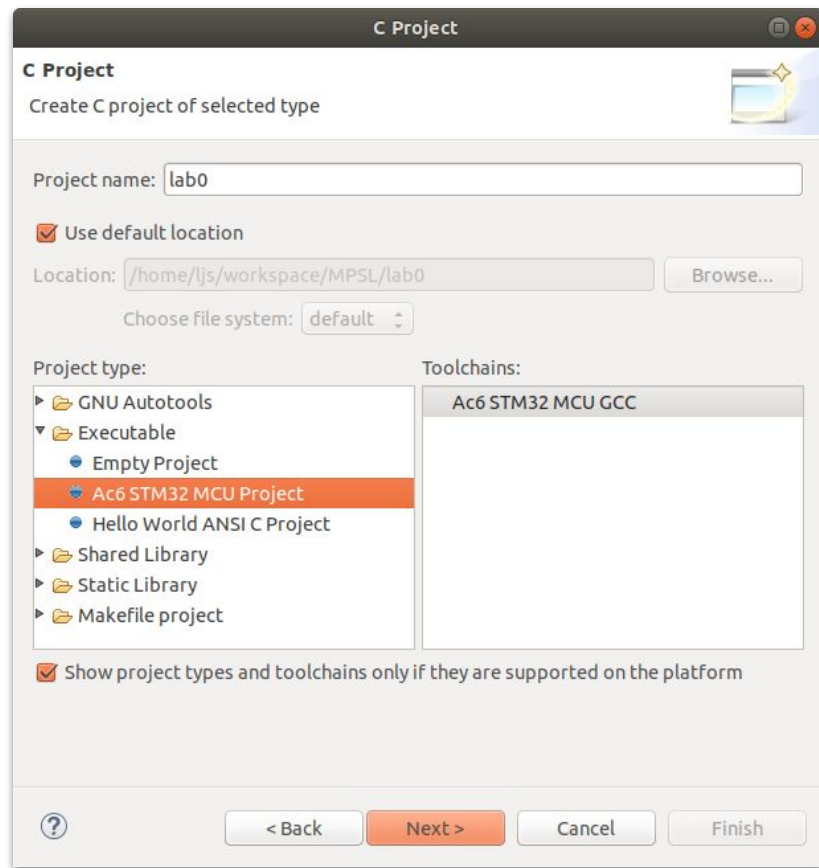 C Project
C Project
Create C project of selected type
Project name: lab0
Use default location
Location: /home/ljs/workspace/MPSL/lab0 Browse...
Choose file system: default
Project type: Toolchains:
GNU Autotools Ac6 STM32 MCU GCC
Executable
Empty Project
Ac6 STM32 MCU Project
Hello World ANSI C Project
Shared Library
Static Library
Makefile project
Show project types and toolchains only if they are supported on the platform
? < Back Next > Cancel Finish